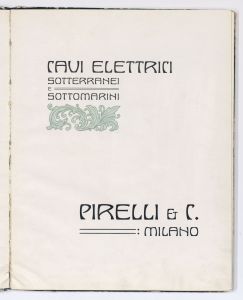 CAVI ELETTRICI
SOTTERRANEI
E
SOTTOMARINI
PIRELLI & C.
: MILANO